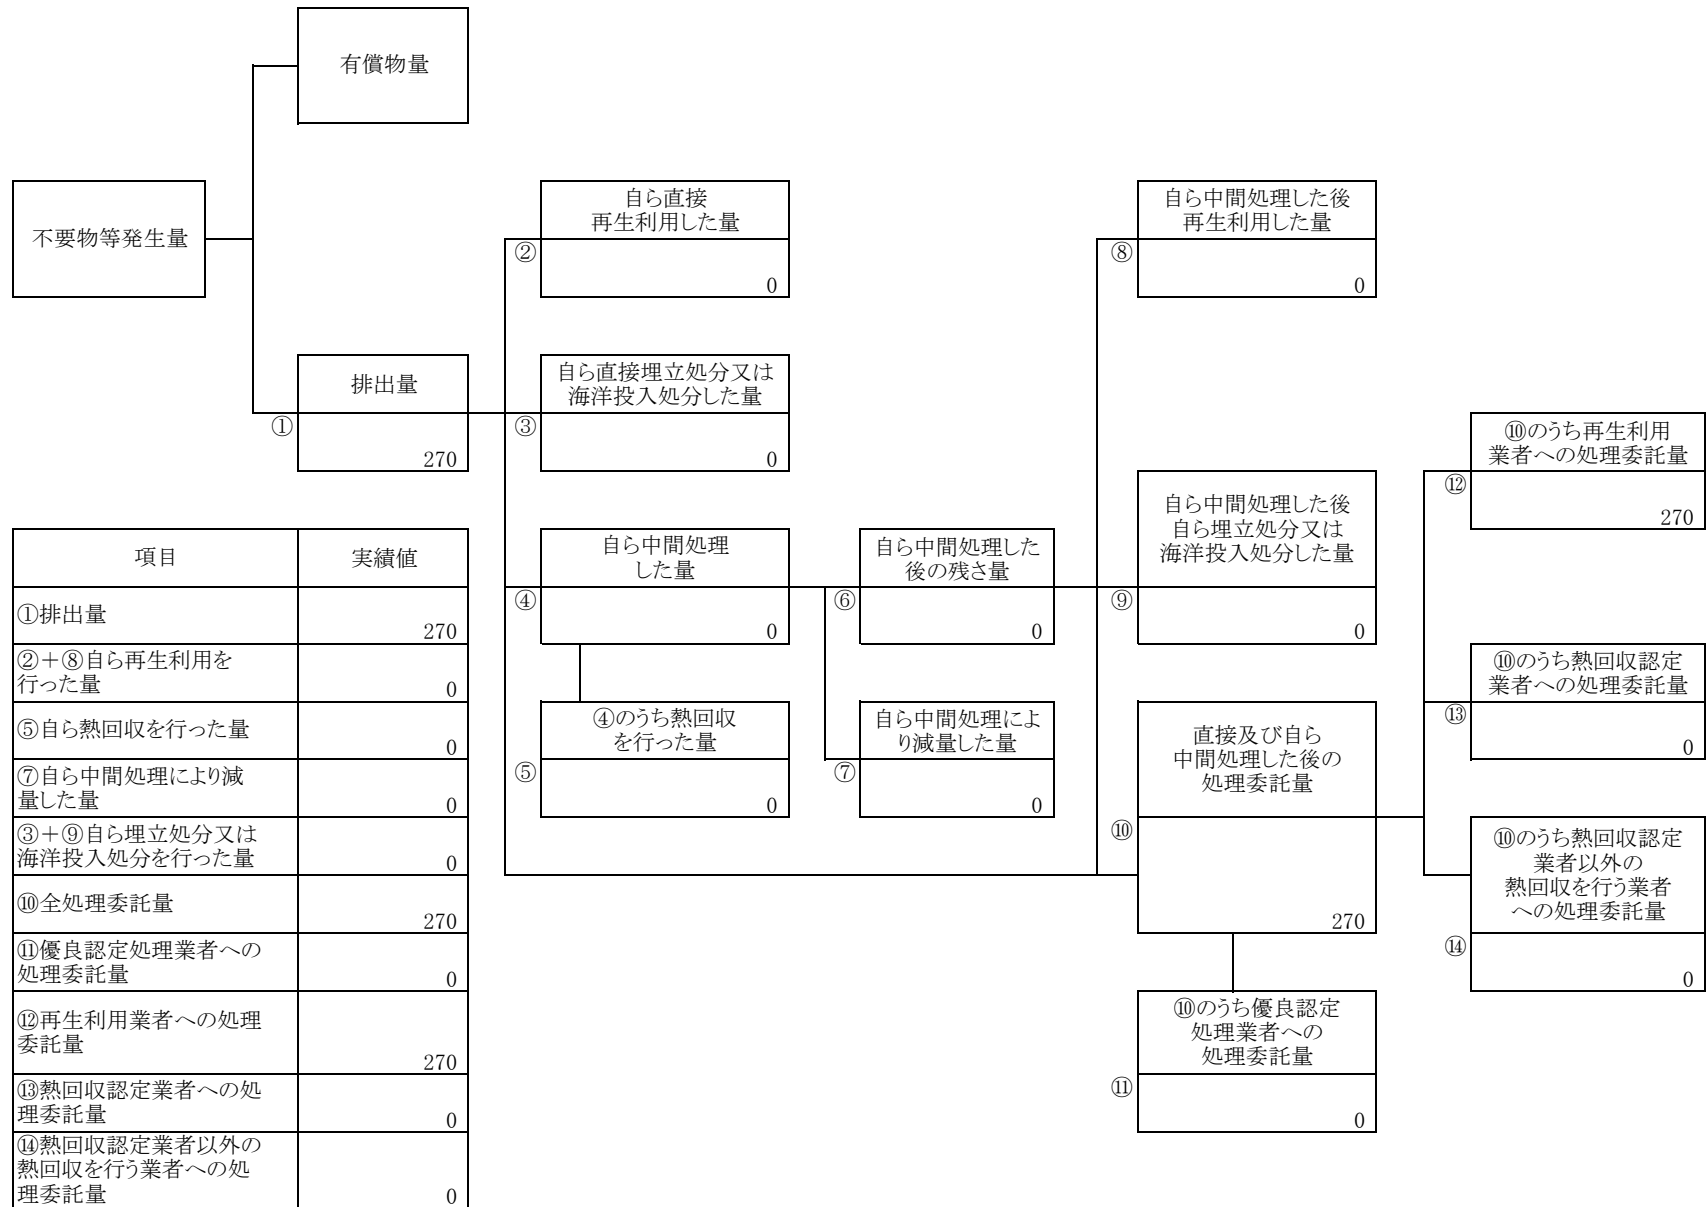 有償物量
不要物等発生量
自ら直接
再生利用した量
②
0
自ら中間処理した後
再生利用した量
⑧
0
排出量
①
270
自ら直接埋立処分又は
海洋投入処分した量
③
0
⑩のうち再生利用
業者への処理委託量
⑫
270
自ら中間処理
した量
④
0
自ら中間処理した
後の残さ量
⑥
0
自ら中間処理した後
自ら埋立処分又は
海洋投入処分した量
⑨
0
⑩のうち熱回収認定
業者への処理委託量
⑬
0
④のうち熱回収
を行った量
⑤
0
自ら中間処理によ
り減量した量
⑦
0
直接及び自ら
中間処理した後の
処理委託量
⑩
270
⑩のうち熱回収認定
業者以外の
熱回収を行う業者
への処理委託量
⑭
0
⑩のうち優良認定
処理業者への
処理委託量
⑪
0
項目 実績値
①排出量
270
②+⑧自ら再生利用を
行った量
0
⑤自ら熱回収を行った量
0
⑦自ら中間処理により減
量した量
0
③+⑨自ら埋立処分又は
海洋投入処分を行った量
0
⑩全処理委託量
270
⑪優良認定処理業者への
処理委託量
0
⑫再生利用業者への処理
委託量
270
⑬熱回収認定業者への処
理委託量
0
⑭熱回収認定業者以外の
熱回収を行う業者への処
理委託量
0